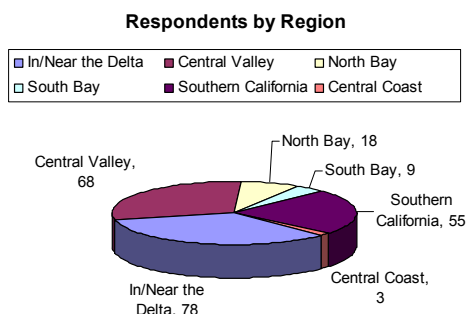 Respondents by Region
In/Near the Delta Central Valley North Bay
South Bay Southern California Central Coast
North Bay, 18
South Bay, 9
Central Valley,
68
Southern
California, 55
Central Coast,
3
In/Near the
Delta, 78